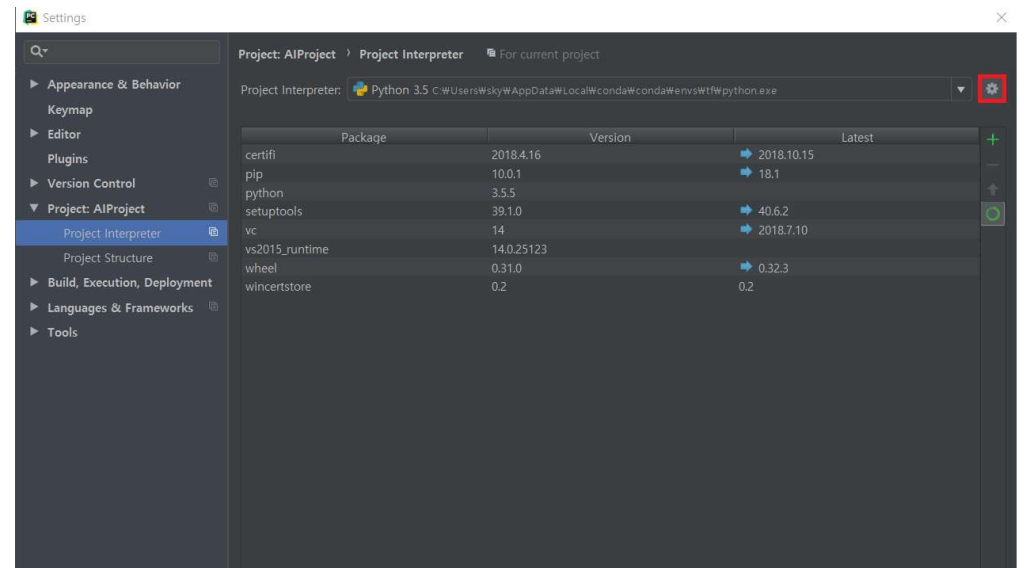 PC Settings
Project: AIProject › Project Interpreter For current project
Appearance & Behavior
Project Interpreter: Python 3.5 C:₩Users₩sky₩AppData₩Local₩conda₩conda₩envs₩tf₩python.exe
Keymap
Editor
Plugins
Version Control
Project: AIProject
Project Interpreter
Project Structure
Build, Execution, Deployment
Languages & Frameworks
Tools
Package Version Latest
certifi 2018.4.16 2018.10.15
pip 10.0.1 18.1
python 3.5.5
setuptools 39.1.0 40.6.2
vc 14 2018.7.10
vs2015_runtime 14.0.25123
wheel 0.31.0 0.32.3
wincertstore 0.2 0.2